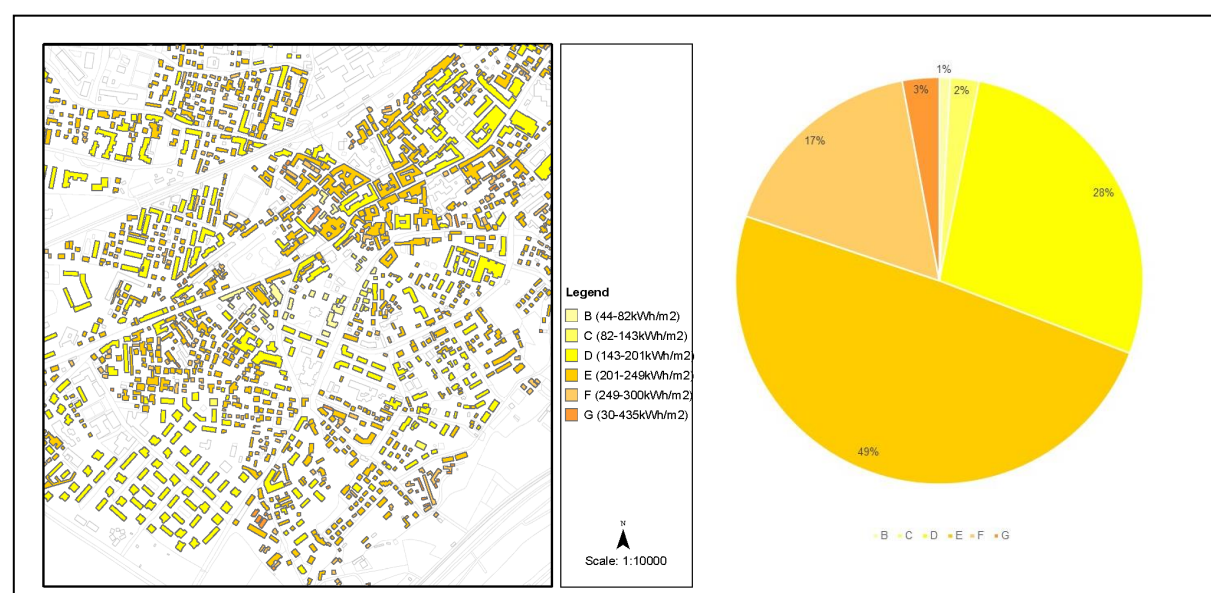 Legend
B (44-82kWh/m2)
C (82-143kWh/m2)
D (143-201kWh/m2)
E (201-249kWh/m2)
F (249-300kWh/m2)
G (30-435kWh/m2)
N
Scale: 1:10000
1%
2%
3%
17%
28%
49%
B C D E F G